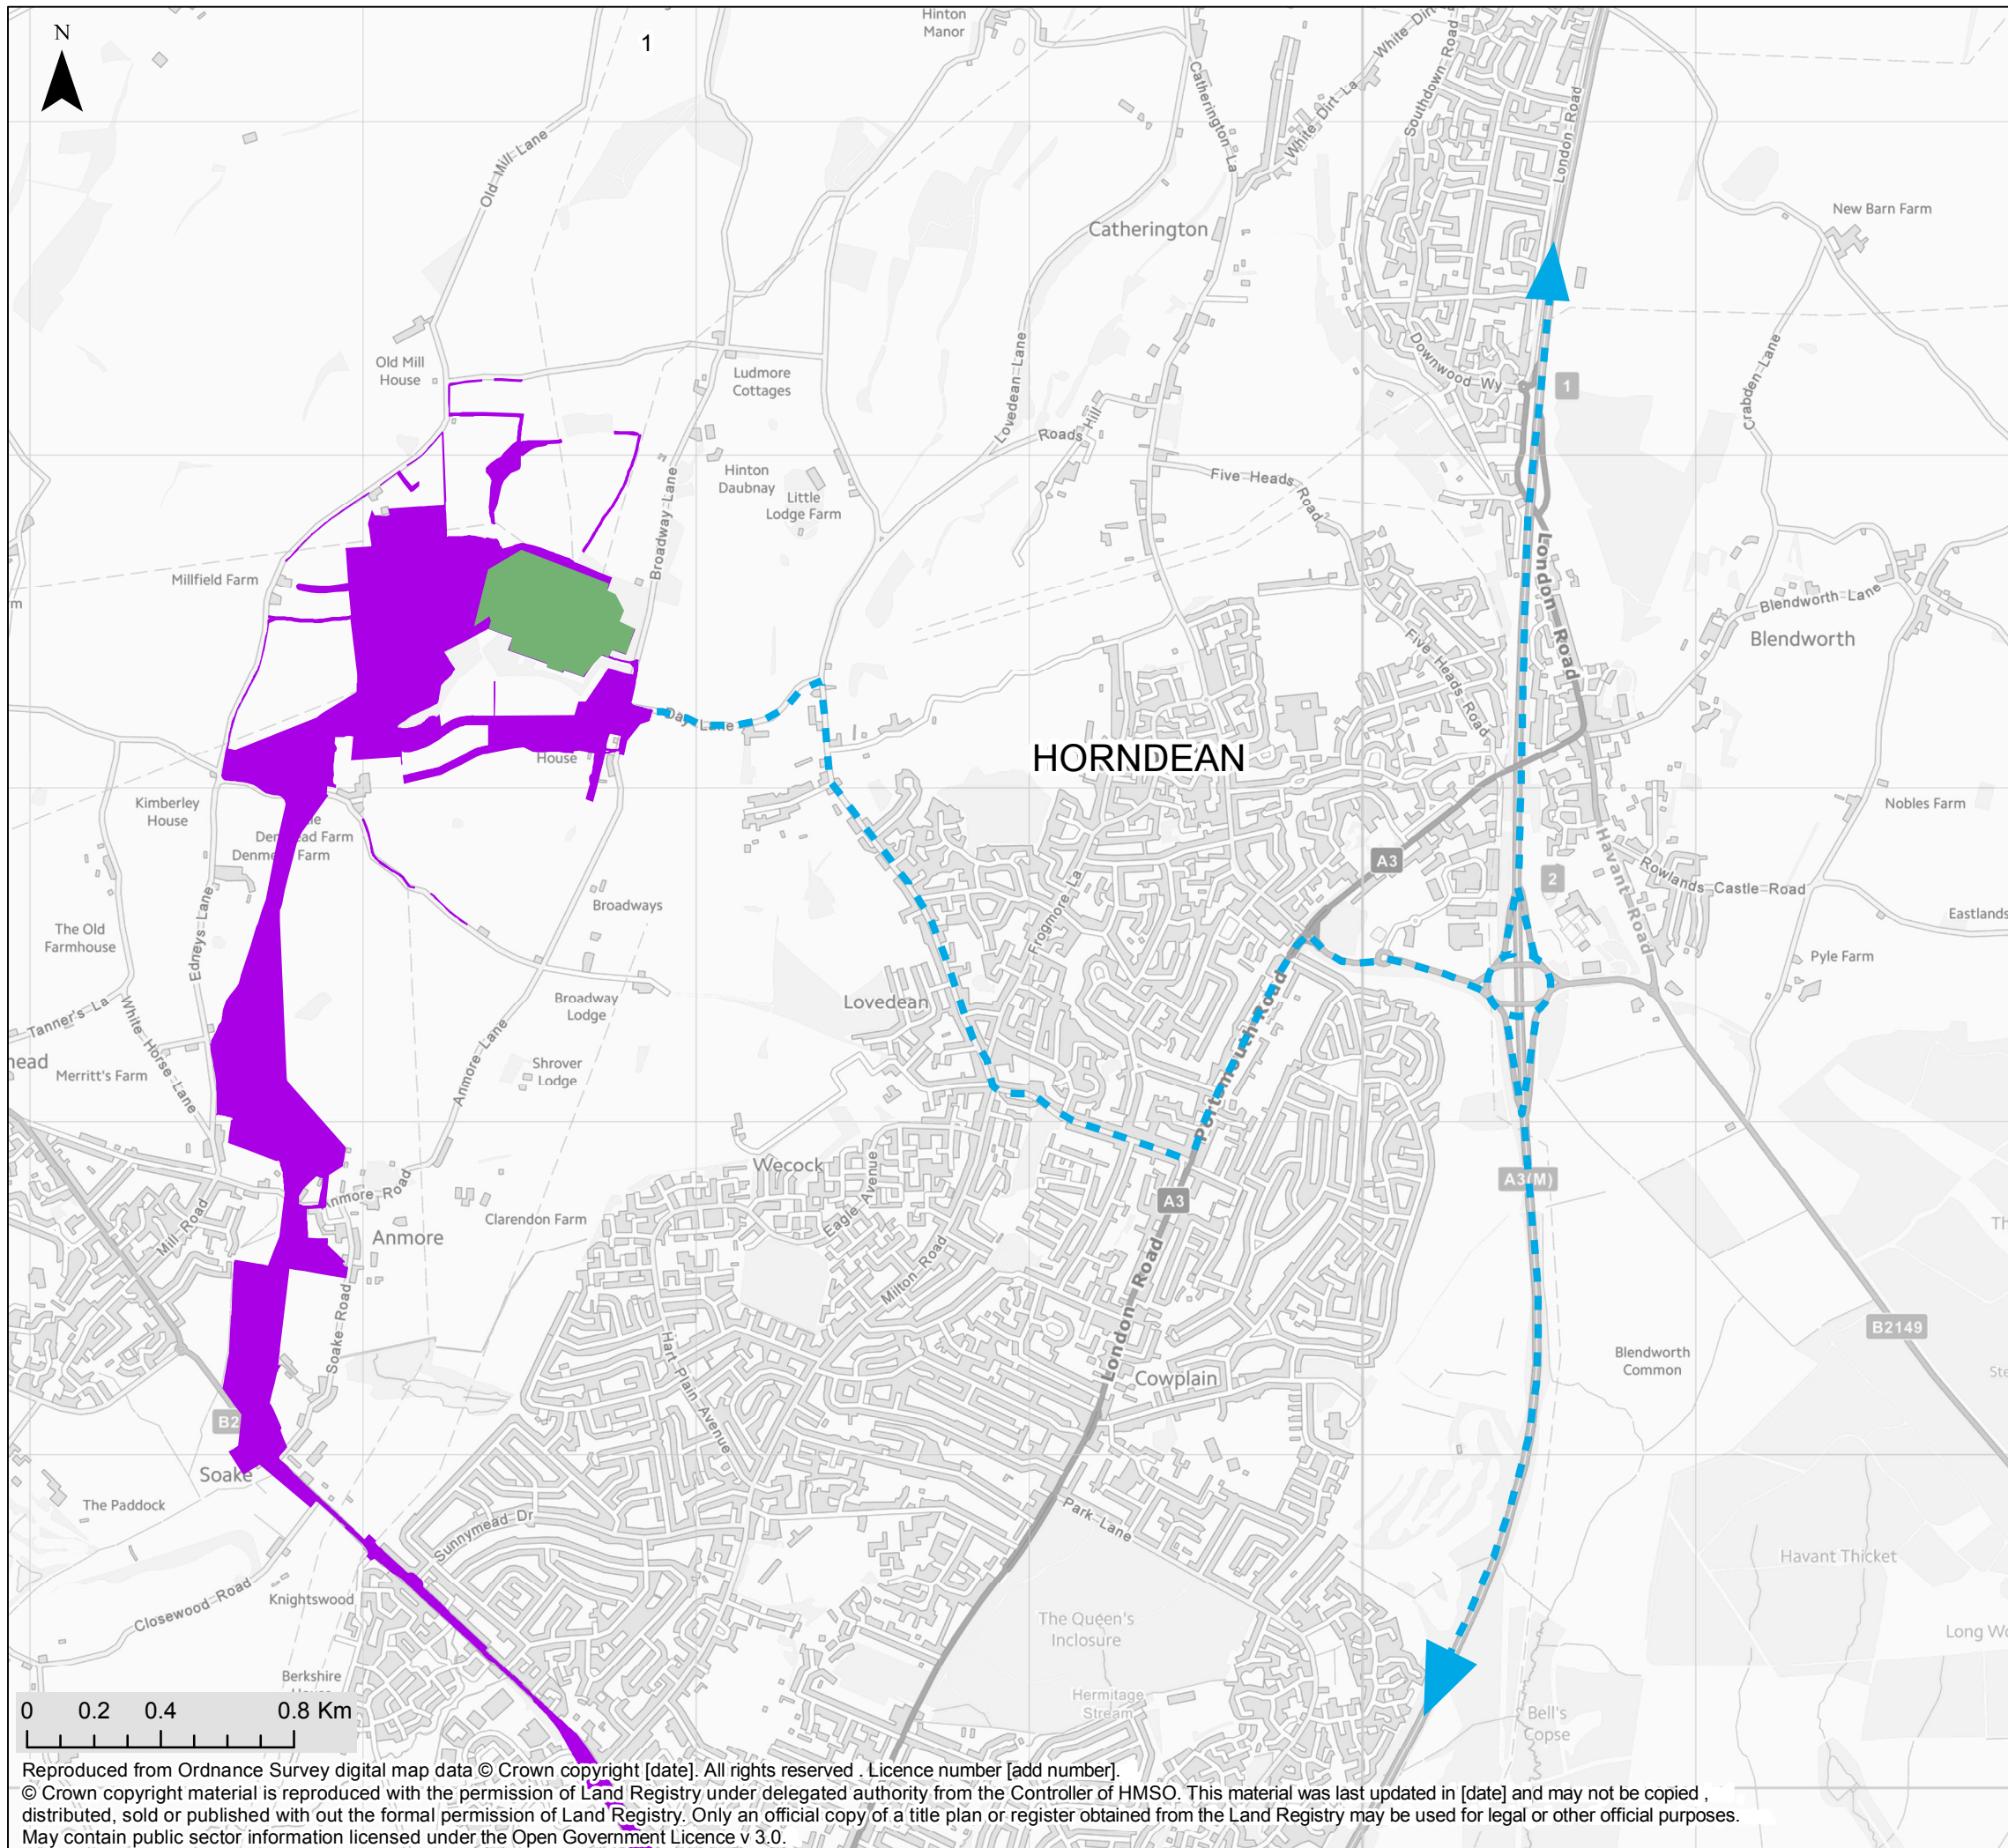 N
1
Hinton
Manor
White Dirt
Southdown Road
London Road
Catherington La
White Dirt La
Old Mill Lane
New Barn Farm
Catherington
Old Mill
House
Ludmore
Cottages
Lovedean Lane
Downwood Wy
1
Crabden Lane
Roads Hill
Hinton
Daubnay
Little
Lodge Farm
Five Heads Road
Broadway Lane
Millfield Farm
London Road
Blendworth Lane
Blendworth
Five Heads Road
Day Lane
House
HORNDEAN
Kimberley
House
Denmead Farm
Nobles Farm
A3
2
Havant Road
Rowlands Castle Road
Edneys Lane
Broadways
Frogmore La
The Old
Farmhouse
Eastlands
Pyle Farm
Broadway
Lodge
Lovedean
Tanner's La
White Horse Lane
Portsmouth Road
Anmore Lane
Shrover
Lodge
Merritt's Farm
Wecock
A3(M)
Anmore Road
A3
Mill Road
Clarendon Farm
Eagle Avenue
Anmore
Milton Road
London Road
Soake Road
B2149
Hart Plain Avenue
Blendworth
Common
Cowplain
B2
Soake
The Paddock
Park Lane
Sunnymead Dr
Havant Thicket
Closewood Road
Knightswood
The Queen's
Inclosure
Berkshire
Hermitage
Stream
Bell's
Copse
0 0.2 0.4 0.8 Km
Reproduced from Ordnance Survey digital map data © Crown copyright [date]. All rights reserved . Licence number [add number].
© Crown copyright material is reproduced with the permission of Land Registry under delegated authority from the Controller of HMSO. This material was last updated in [date] and may not be copied ,
distributed, sold or published with out the formal permission of Land Registry. Only an official copy of a title plan or register obtained from the Land Registry may be used for legal or other official purposes.
May contain public sector information licensed under the Open Government Licence v 3.0.